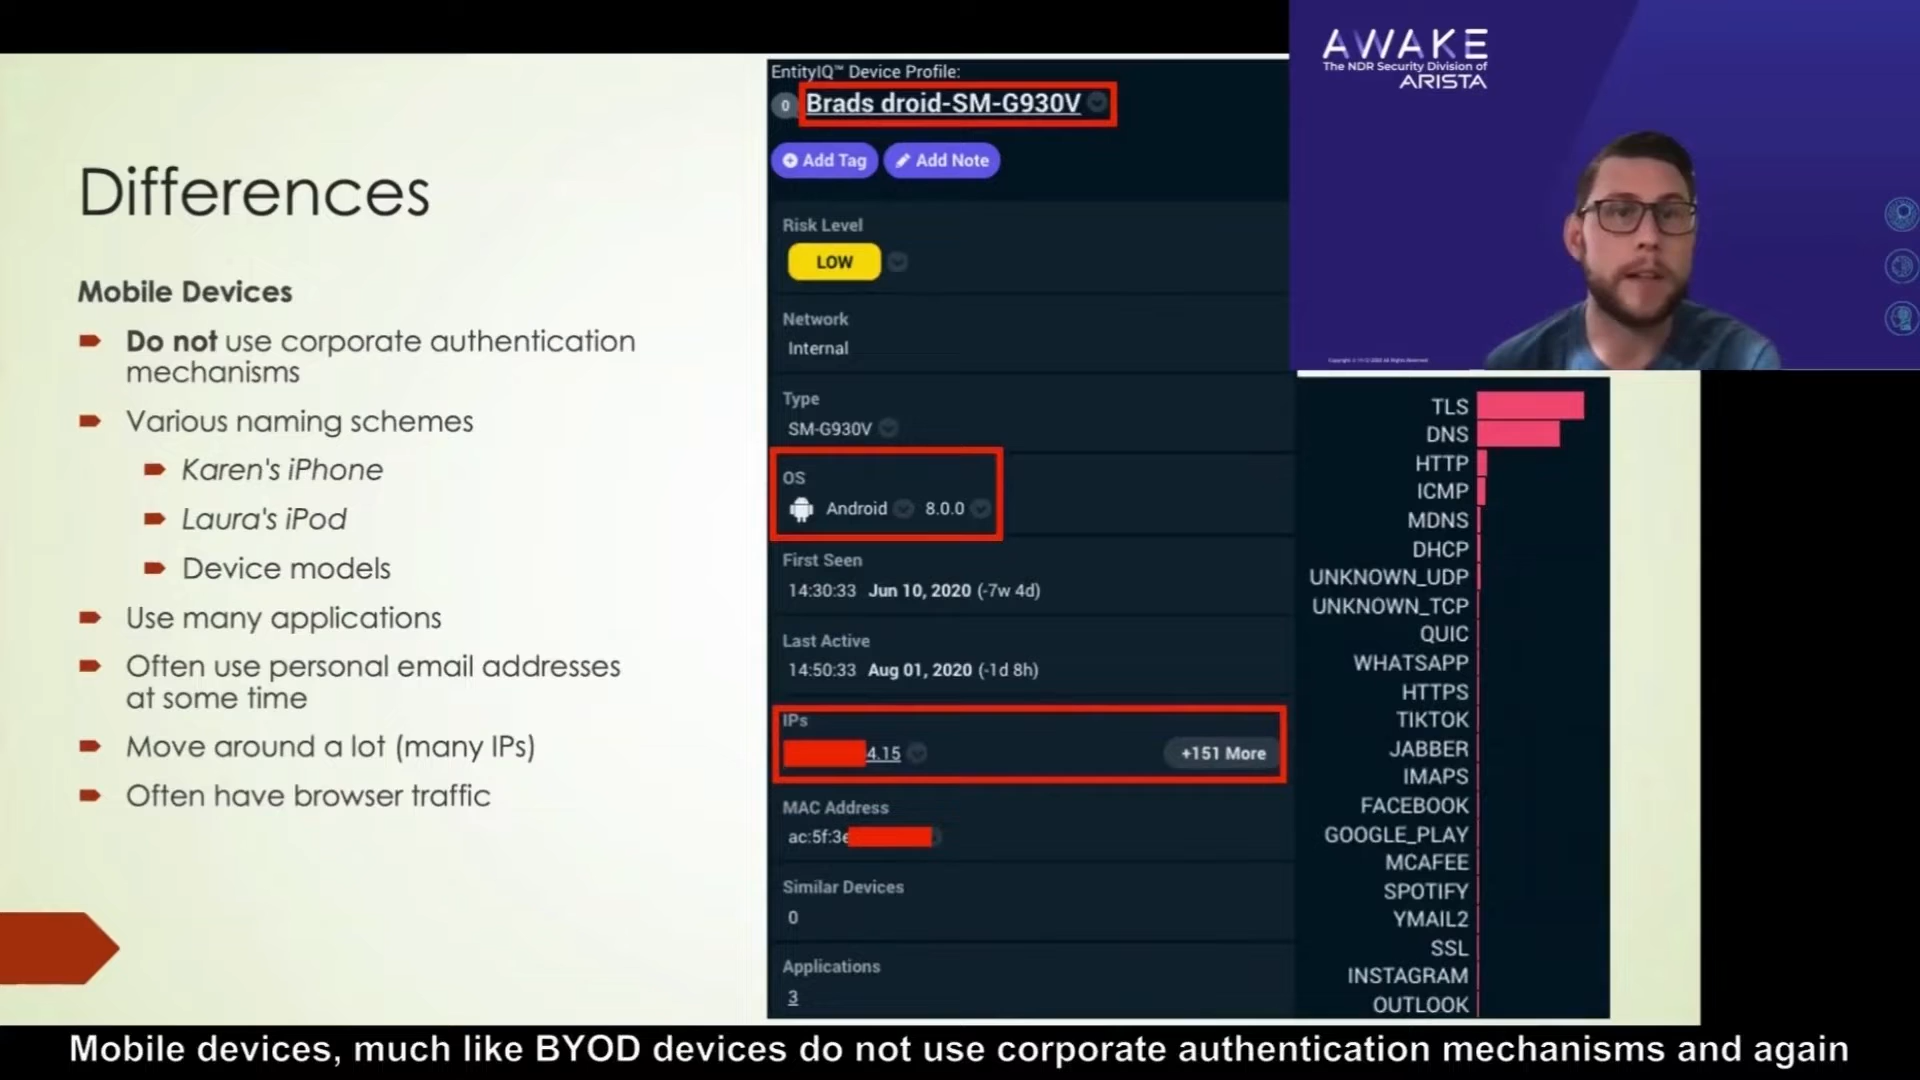 Differences
Mobile Devices
Do not use corporate authentication
mechanisms
Various naming schemes
Karen's iPhone
Laura's iPod
Device models
Use many applications
Often use personal email addresses
at some time
Move around a lot (many IPs)
Often have browser traffic
EntityIQ™ Device Profile:
0 Brads droid-SM-G930V
Add Tag Add Note
Risk Level
LOW
Network
Internal
Type
SM-G930V
OS
Android 8.0.0
First Seen
14:30:33 Jun 10, 2020 (-7w 4d)
Last Active
14:50:33 Aug 01, 2020 (-1d 8h)
IPs
4.15 +151 More
MAC Address
ac:5f:3e
Similar Devices
0
Applications
3
AWAKE
The NDR Security Division of
ARISTA
TLS
DNS
HTTP
ICMP
MDNS
DHCP
UNKNOWN_UDP
UNKNOWN_TCP
QUIC
WHATSAPP
HTTPS
TIKTOK
JABBER
IMAPS
FACEBOOK
GOOGLE_PLAY
MCAFEE
SPOTIFY
YMAIL2
SSL
INSTAGRAM
OUTLOOK
Mobile devices, much like BYOD devices do not use corporate authentication mechanisms and again